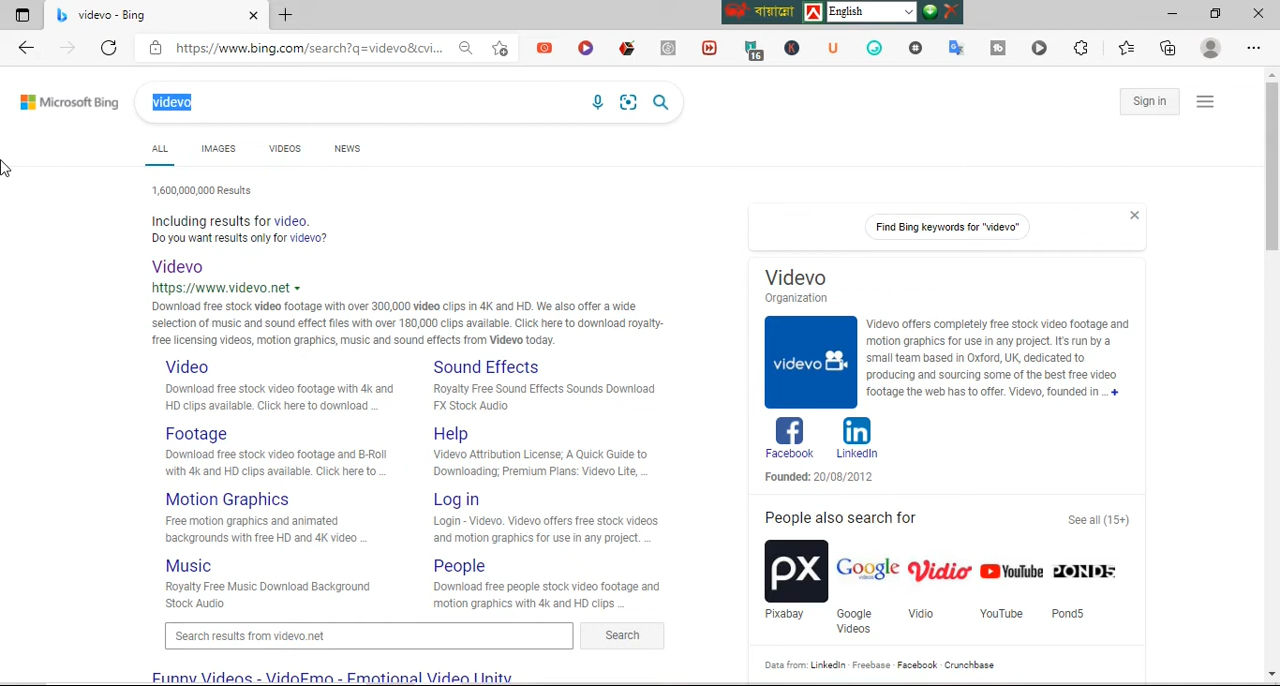 videvo - Bing
বায়ান্নো
English
https://www.bing.com/search?q=videvo&cvi...
16
K
U
Microsoft Bing
videvo
Sign in
ALL
IMAGES
VIDEOS
NEWS
1,600,000,000 Results
Including results for video.
Do you want results only for videvo?
Videvo
https://www.videvo.net
Download free stock video footage with over 300,000 video clips in 4K and HD. We also offer a wide
selection of music and sound effect files with over 180,000 clips available. Click here to download royalty-
free licensing videos, motion graphics, music and sound effects from Videvo today.
Video
Download free stock video footage with 4k and
HD clips available. Click here to download ...
Sound Effects
Royalty Free Sound Effects Sounds Download
FX Stock Audio
Footage
Download free stock video footage and B-Roll
with 4k and HD clips available. Click here to ...
Help
Videvo Attribution License; A Quick Guide to
Downloading; Premium Plans: Videvo Lite, ...
Motion Graphics
Free motion graphics and animated
backgrounds with free HD and 4K video ...
Log in
Login - Videvo. Videvo offers free stock videos
and motion graphics for use in any project. ...
Music
Royalty Free Music Download Background
Stock Audio
People
Download free people stock video footage and
motion graphics with 4k and HD clips ...
Search results from videvo.net
Search
Funny Videos - VidoEmo - Emotional Video Unity
Find Bing keywords for "videvo"
Videvo
Organization
videvo
Videvo offers completely free stock video footage and
motion graphics for use in any project. It's run by a
small team based in Oxford, UK, dedicated to
producing and sourcing some of the best free video
footage the web has to offer. Videvo, founded in ... +
Facebook
LinkedIn
Founded: 20/08/2012
People also search for
See all (15+)
px
Google
videos
Vidio
YouTube
POND5
Pixabay
Google
Videos
Vidio
YouTube
Pond5
Data from: LinkedIn · Freebase · Facebook · Crunchbase